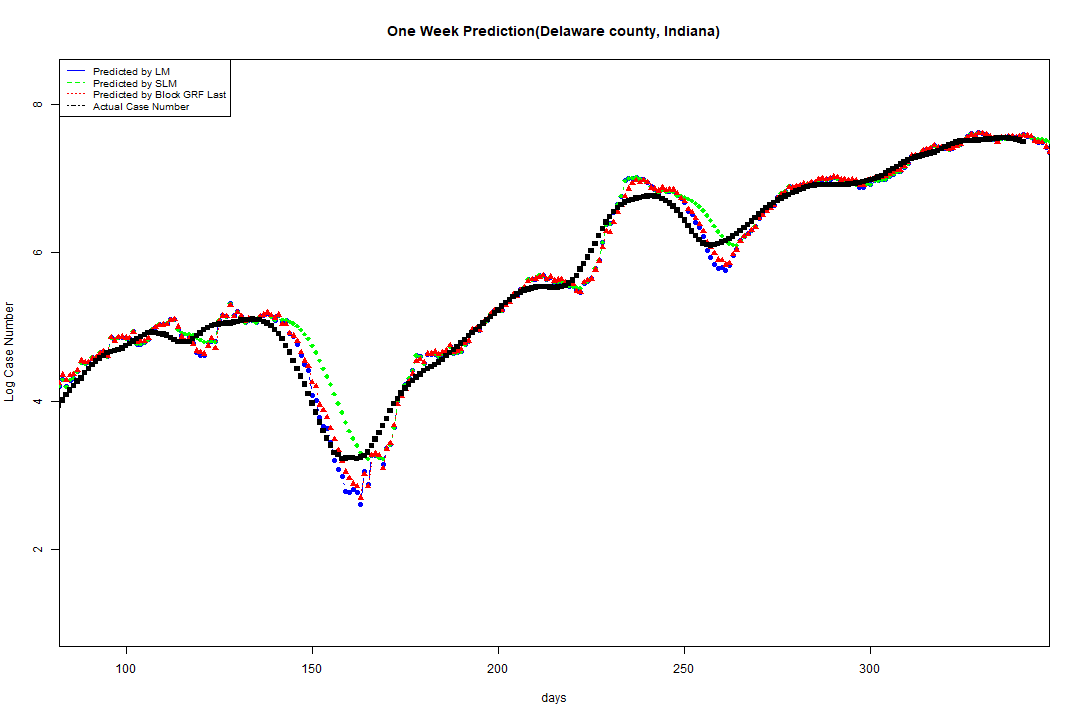 One Week Prediction(Delaware county, Indiana)
Predicted by LM
Predicted by SLM
Predicted by Block GRF Last
Actual Case Number
8
6
4
2
Log Case Number
100 150 200 250 300
days